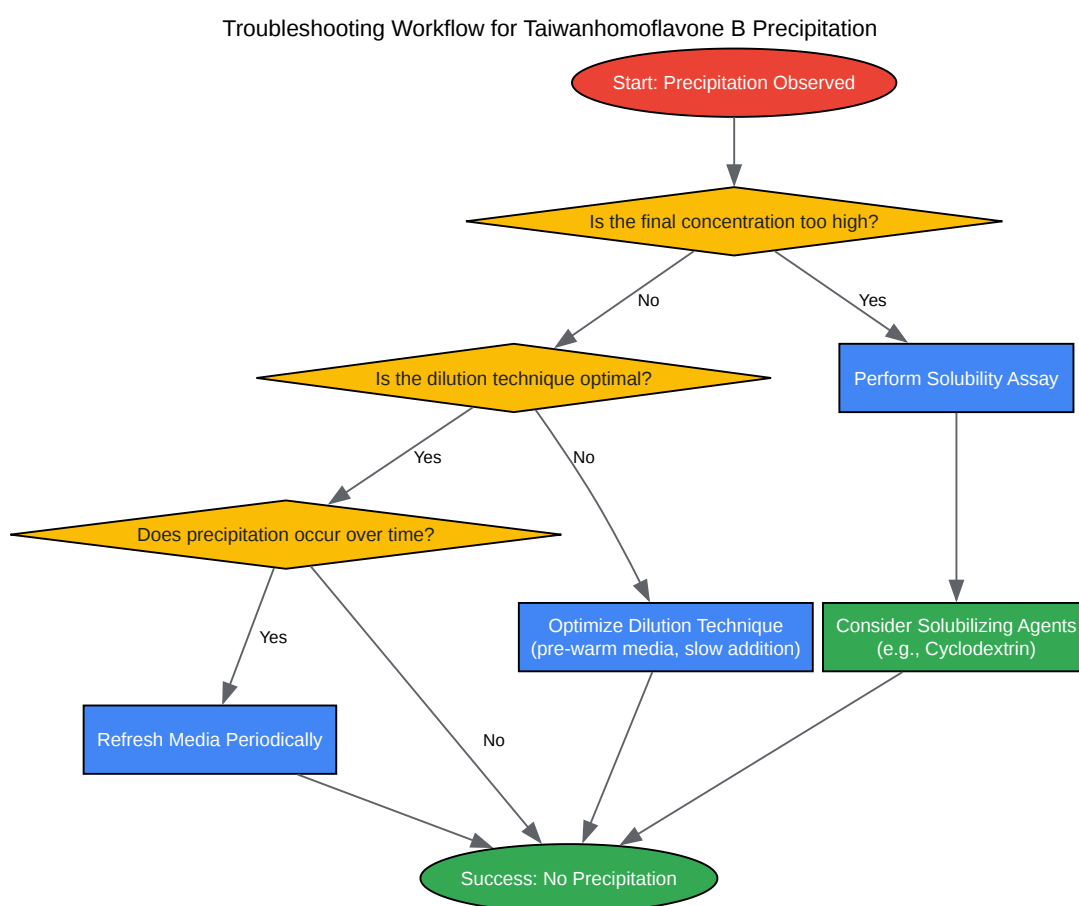 Troubleshooting Workflow for Taiwanhomoflavone B Precipitation
Start: Precipitation Observed
Is the final concentration too high?
No
Yes
Is the dilution technique optimal?
Perform Solubility Assay
Yes
No
Does precipitation occur over time?
Optimize Dilution Technique
(pre-warm media, slow addition)
Consider Solubilizing Agents
(e.g., Cyclodextrin)
Yes
Refresh Media Periodically
No
Success: No Precipitation